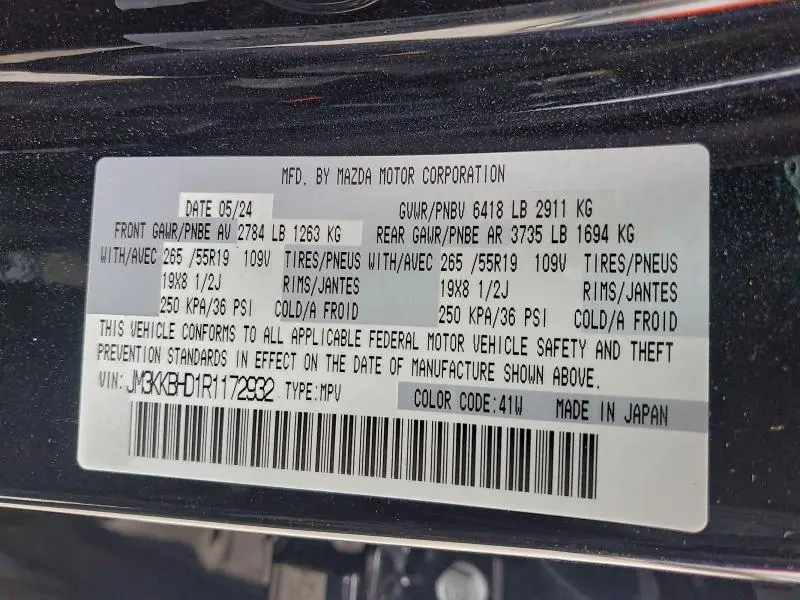 MFD. BY MAZDA MOTOR CORPORATION
DATE 05/24 GVWR/PNBV 6418 LB 2911 KG
FRONT GAWR/PNBE AV 2784 LB 1263 KG REAR GAWR/PNBE AR 3735 LB 1694 KG
WITH/AVEC 265 /55R19 109V TIRES/PNEUS WITH/AVEC 265 /55R19 109V TIRES/PNEUS
19X8 1/2J RIMS/JANTES 19X8 1/2J RIMS/JANTES
250 KPA/36 PSI COLD/A FROID 250 KPA/36 PSI COLD/A FROID
THIS VEHICLE CONFORMS TO ALL APPLICABLE FEDERAL MOTOR VEHICLE SAFETY AND THEFT
PREVENTION STANDARDS IN EFFECT ON THE DATE OF MANUFACTURE SHOWN ABOVE.
VIN: JM3KKBHD1R1172932 TYPE:MPV COLOR CODE:41W MADE IN JAPAN